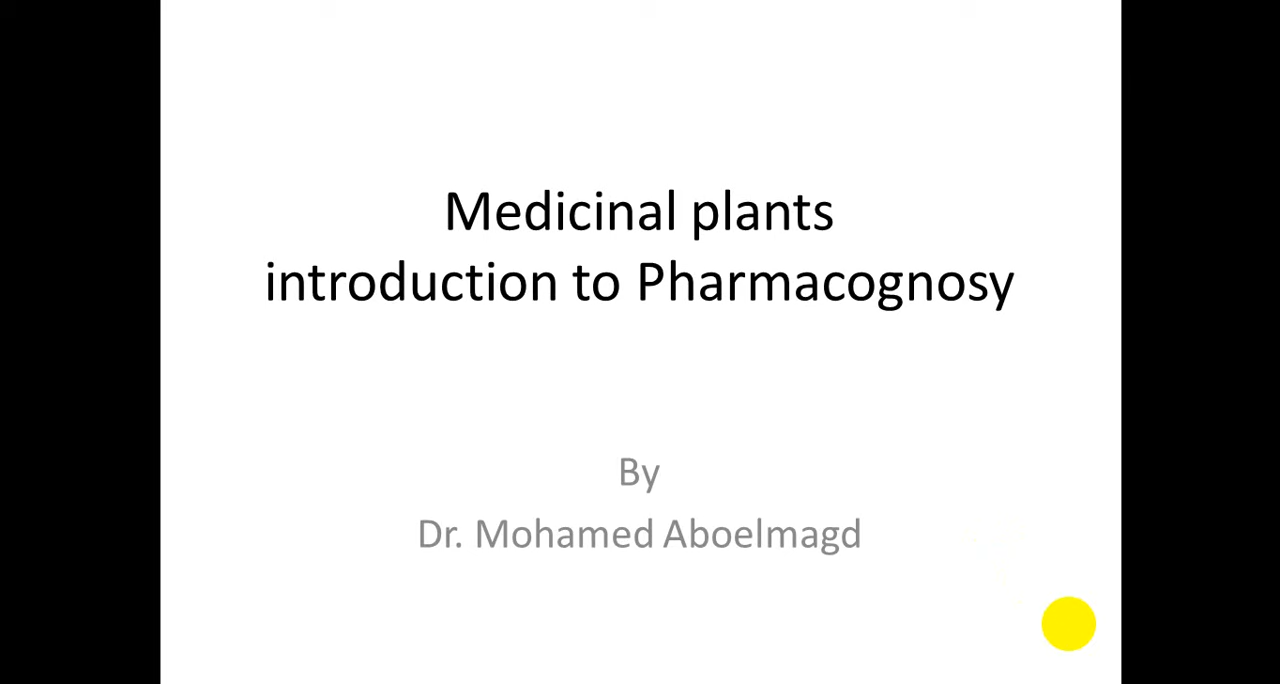 Medicinal plants
introduction to Pharmacognosy
By
Dr. Mohamed Aboelmagd